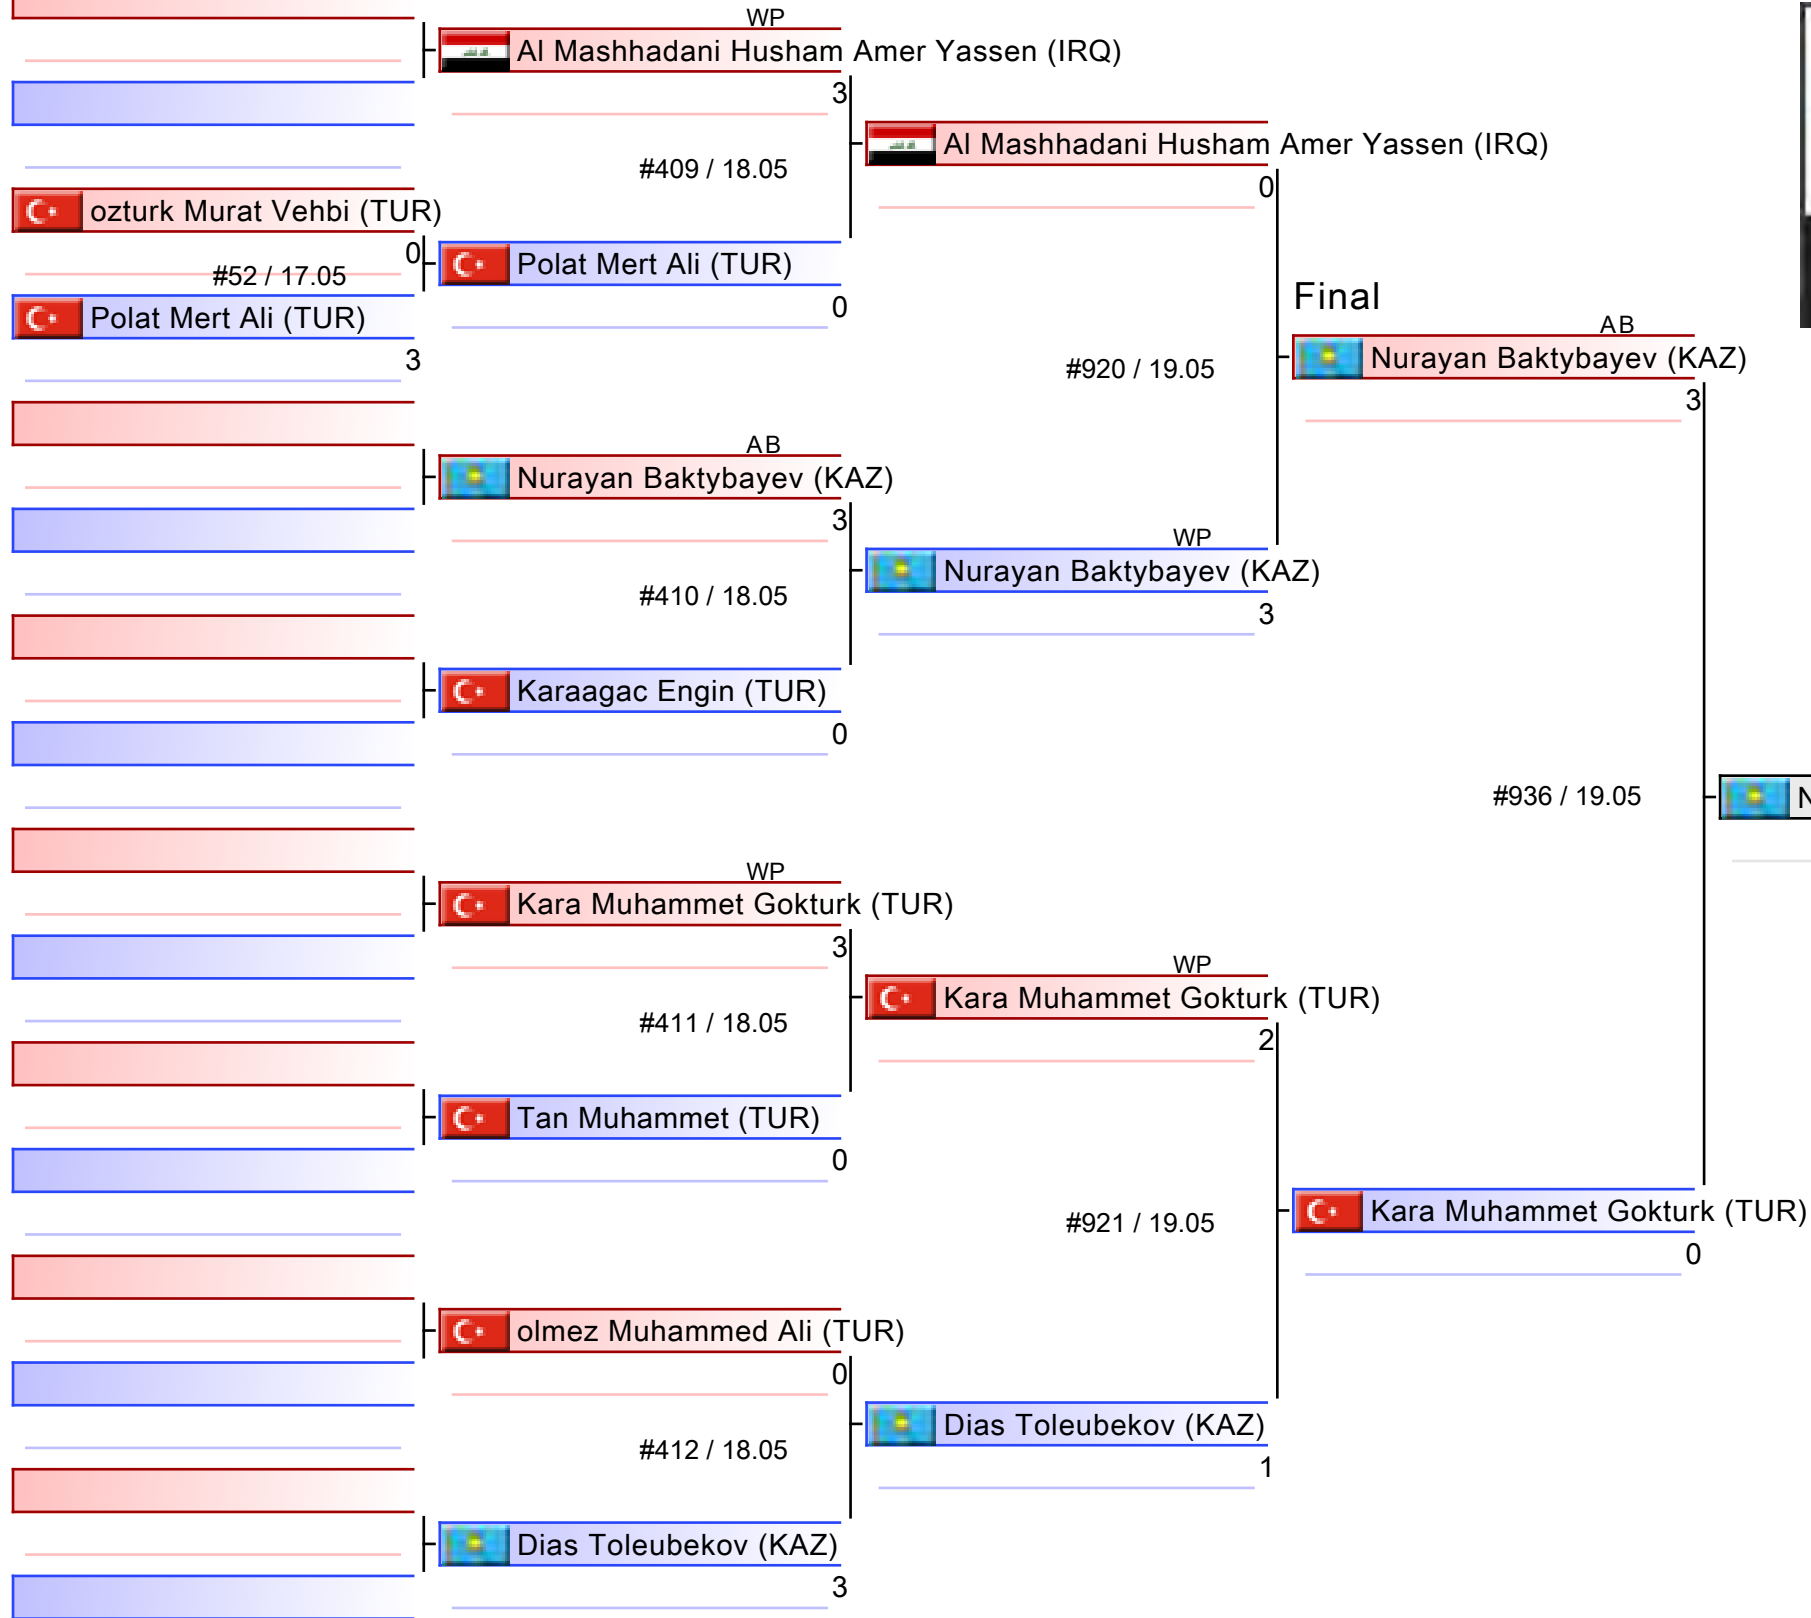 WP
Al Mashhadani Husham Amer Yassen (IRQ)
3
Al Mashhadani Husham Amer Yassen (IRQ)
#409 / 18.05
0
ozturk Murat Vehbi (TUR)
0
#52 / 17.05
Polat Mert Ali (TUR)
0
Final
Polat Mert Ali (TUR)
3
AB
Nurayan Baktybayev (KAZ)
#920 / 19.05
3
AB
Nurayan Baktybayev (KAZ)
3
WP
Nurayan Baktybayev (KAZ)
#410 / 18.05
3
Karaagac Engin (TUR)
0
#936 / 19.05
N
WP
Kara Muhammet Gokturk (TUR)
3
WP
Kara Muhammet Gokturk (TUR)
#411 / 18.05
2
Tan Muhammet (TUR)
0
#921 / 19.05
Kara Muhammet Gokturk (TUR)
0
olmez Muhammed Ali (TUR)
0
Dias Toleubekov (KAZ)
#412 / 18.05
1
Dias Toleubekov (KAZ)
3